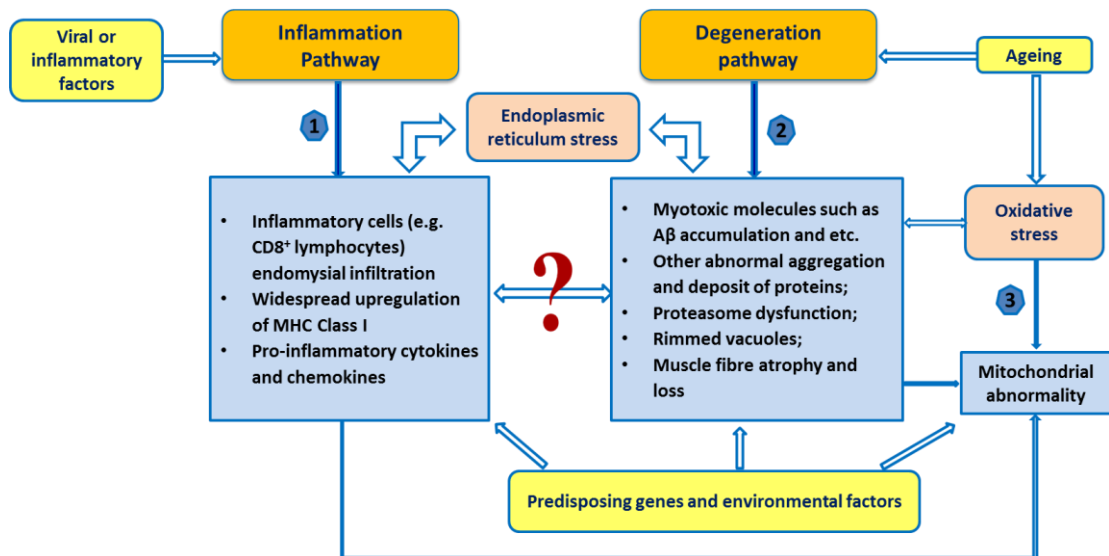 Viral or
inflammatory
factors
Inflammation
Pathway
Degeneration
pathway
Ageing
1
Endoplasmic
reticulum stress
2
• Inflammatory cells (e.g.
CD8⁺ lymphocytes)
endomysial infiltration
• Widespread upregulation
of MHC Class I
• Pro-inflammatory cytokines
and chemokines
?
• Myotoxic molecules such as
Aβ accumulation and etc.
• Other abnormal aggregation
and deposit of proteins;
• Proteasome dysfunction;
• Rimmed vacuoles;
• Muscle fibre atrophy and
loss
Oxidative
stress
3
Mitochondrial
abnormality
Predisposing genes and environmental factors